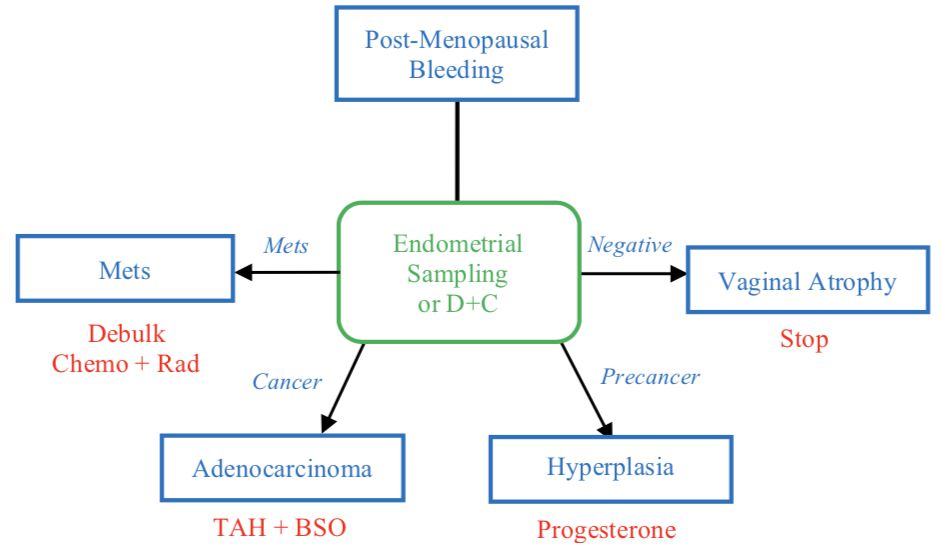 Post-Menopausal
Bleeding
Endometrial
Sampling
or D+C
Mets
Mets
Debulk
Chemo + Rad
Negative
Vaginal Atrophy
Stop
Cancer
Adenocarcinoma
TAH + BSO
Precancer
Hyperplasia
Progesterone